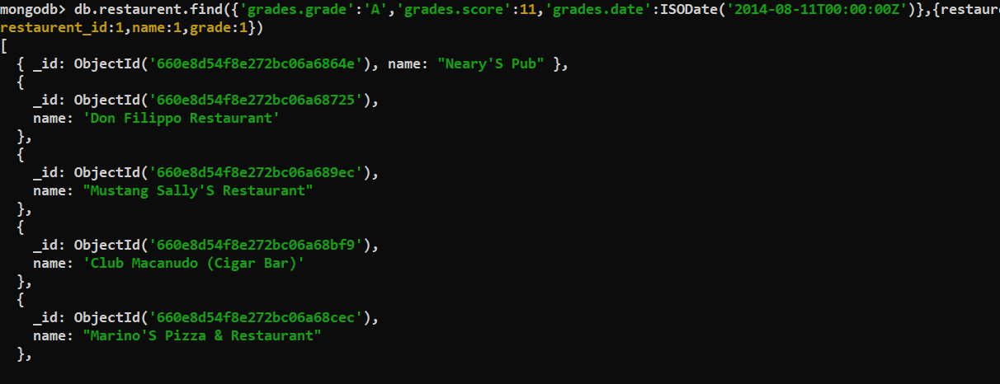 mongodb> db.restaurent.find({'grades.grade':'A','grades.score':11,'grades.date':ISODate('2014-08-11T00:00:00Z')},{restaur
restaurent_id:1,name:1,grade:1})
[
{ _id: ObjectId('660e8d54f8e272bc06a6864e'), name: "Neary'S Pub" },
{
_id: ObjectId('660e8d54f8e272bc06a68725'),
name: 'Don Filippo Restaurant'
},
{
_id: ObjectId('660e8d54f8e272bc06a689ec'),
name: "Mustang Sally'S Restaurant"
},
{
_id: ObjectId('660e8d54f8e272bc06a68bf9'),
name: 'Club Macanudo (Cigar Bar)'
},
{
_id: ObjectId('660e8d54f8e272bc06a68cec'),
name: "Marino'S Pizza & Restaurant"
},